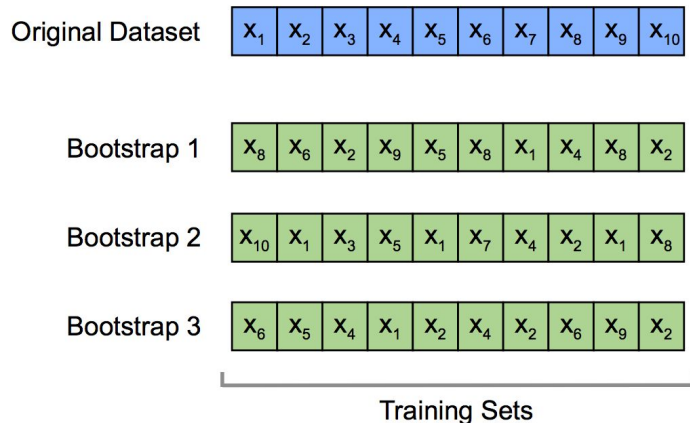 Original Dataset x₁ x₂ x₃ x₄ x₅ x₆ x₇ x₈ x₉ x₁₀
Bootstrap 1 x₈ x₆ x₂ x₉ x₅ x₈ x₁ x₄ x₈ x₂
Bootstrap 2 x₁₀ x₁ x₃ x₅ x₁ x₇ x₄ x₂ x₁ x₈
Bootstrap 3 x₆ x₅ x₄ x₁ x₂ x₄ x₂ x₆ x₉ x₂
Training Sets